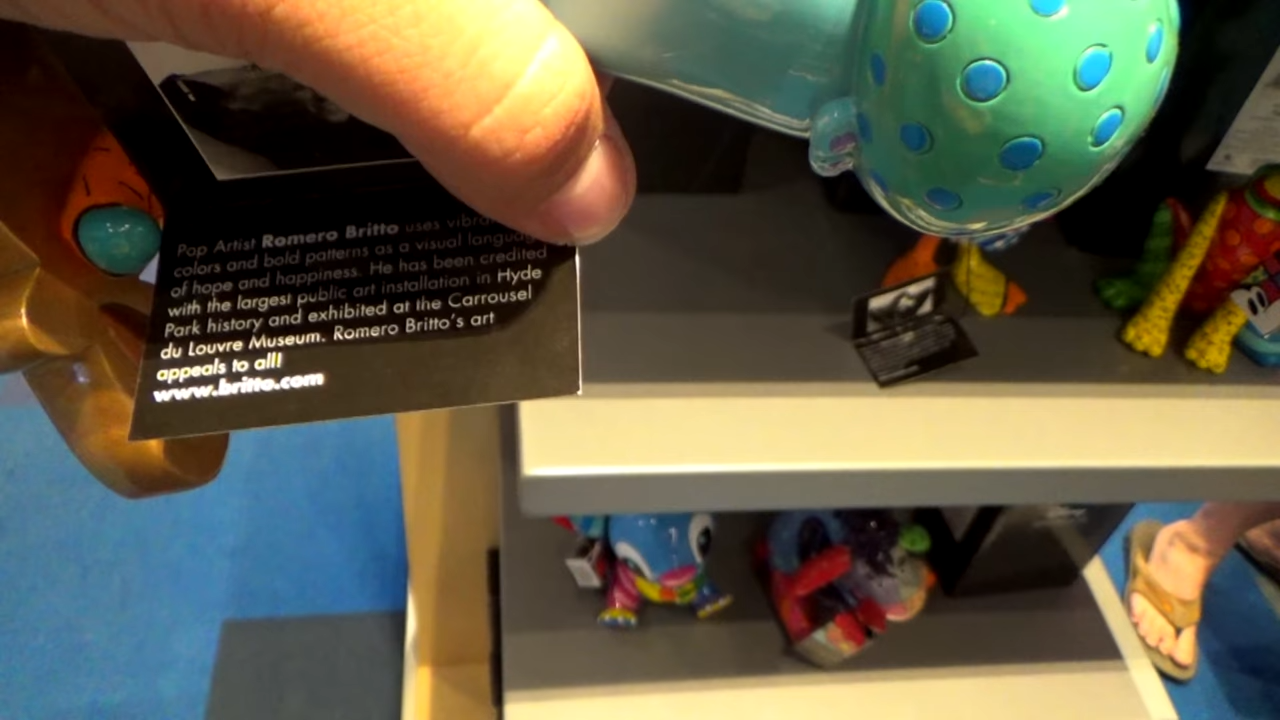 Pop Artist Romero Britto uses
colors and bold patterns as a visual language
of hope and happiness. He has been credited
with the largest public art installation in Hyde
Park history and exhibited at the Carrousel
du Louvre Museum. Romero Britto's art
appeals to all!
www.britto.com